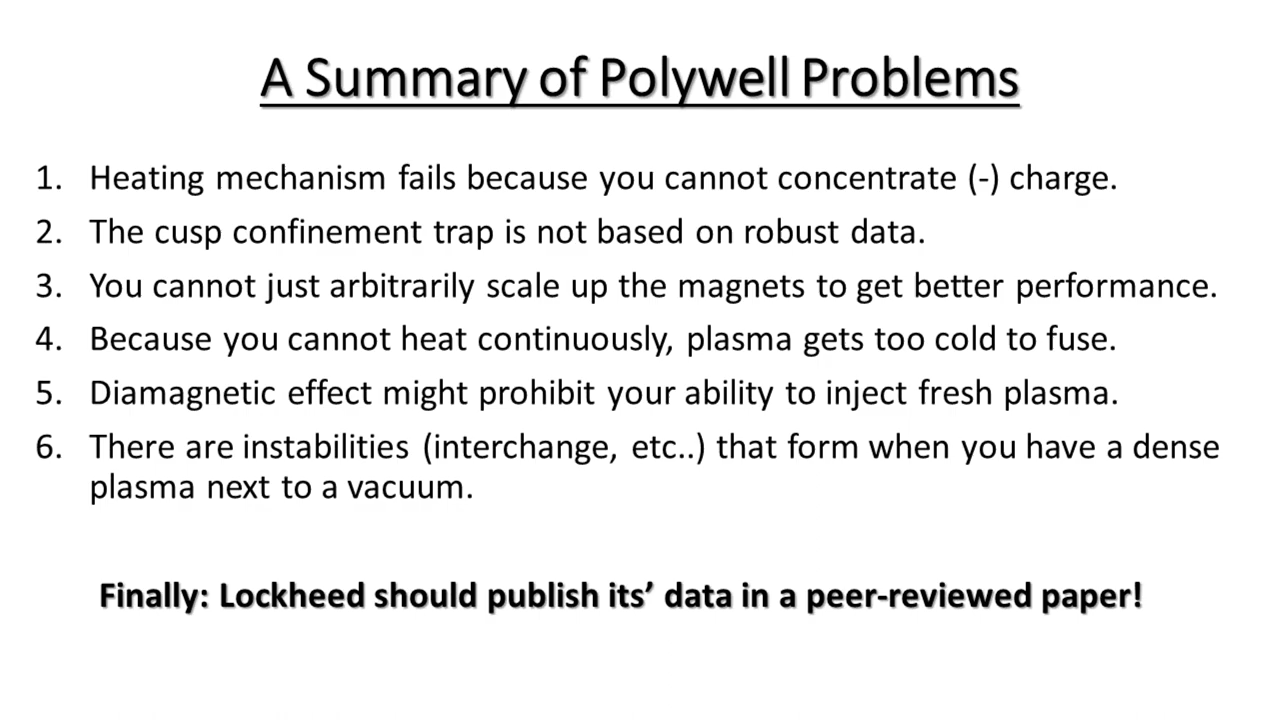 A Summary of Polywell Problems
1. Heating mechanism fails because you cannot concentrate (-) charge.
2. The cusp confinement trap is not based on robust data.
3. You cannot just arbitrarily scale up the magnets to get better performance.
4. Because you cannot heat continuously, plasma gets too cold to fuse.
5. Diamagnetic effect might prohibit your ability to inject fresh plasma.
6. There are instabilities (interchange, etc..) that form when you have a dense
plasma next to a vacuum.
Finally: Lockheed should publish its’ data in a peer-reviewed paper!